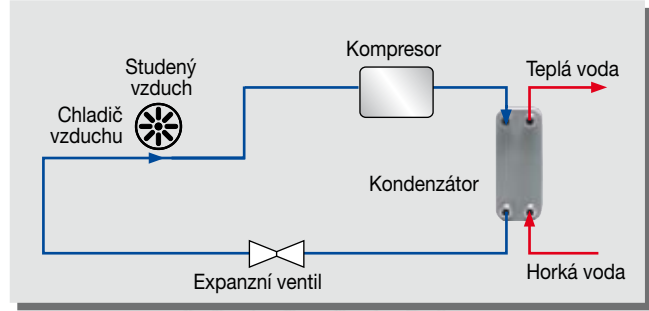 Kompresor
Studený
vzduch
Teplá voda
Chladič
vzduchu
Kondenzátor
Expanzní ventil
Horká voda